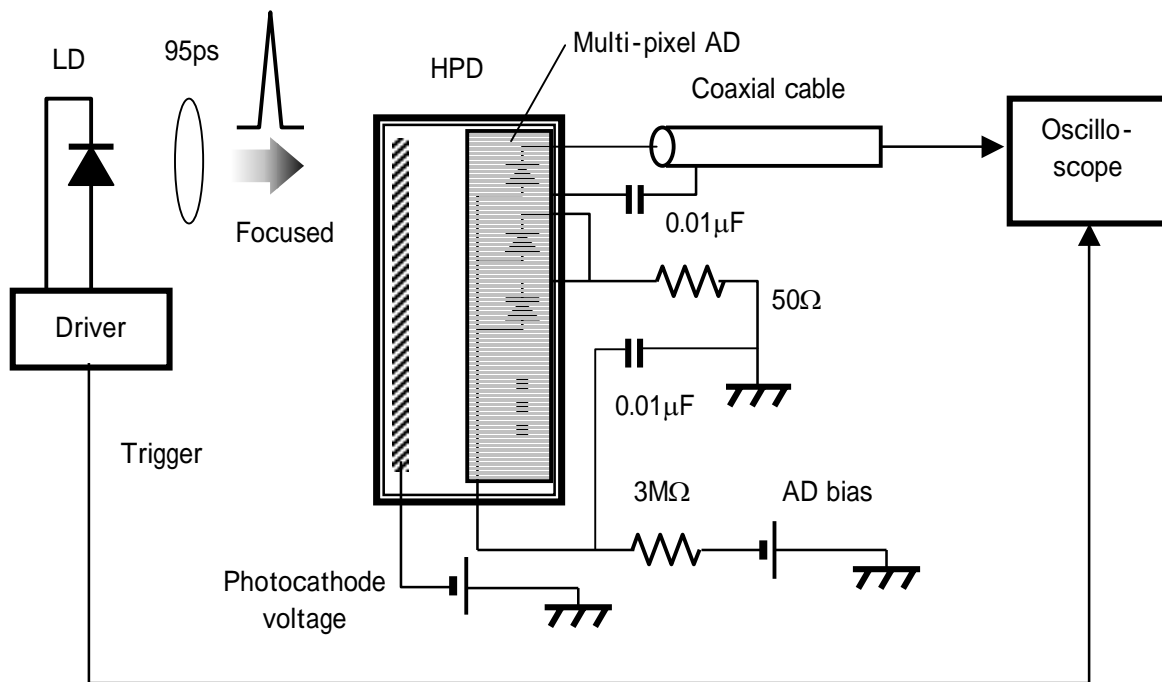 LD
95ps
HPD
Multi-pixel AD
Coaxial cable
Oscillo-
scope
Focused
0.01μF
50Ω
Driver
0.01μF
Trigger
3MΩ
AD bias
Photocathode
voltage